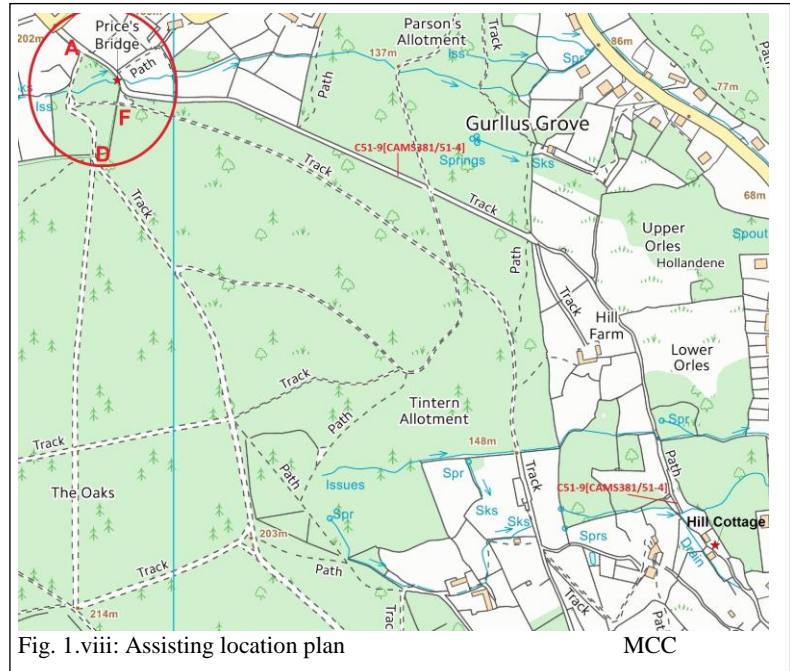 202m
Price's
Bridge
A
Path
Iss
F
D
Track
Parson's
Allotment
Track
137m
Iss
Path
Path
Spr
86m
77m
Gurllus Grove
C51-9[CAMS381/51-4]
Springs
Sks
Track
Track
68m
Upper
Orles
Hollandene
Spout
Path
Track
Hill
Farm
Lower
Orles
Track
Tintern
Allotment
Path
Track
148m
Spr
Path
The Oaks
Path
Issues
Spr
Sks
Track
C51-9[CAMS381/51-4]
Spr
Sks
Sprs
Hill Cottage
Drain
203m
Path
Track
Track
Path
214m
Trac
Fig. 1.viii: Assisting location plan MCC